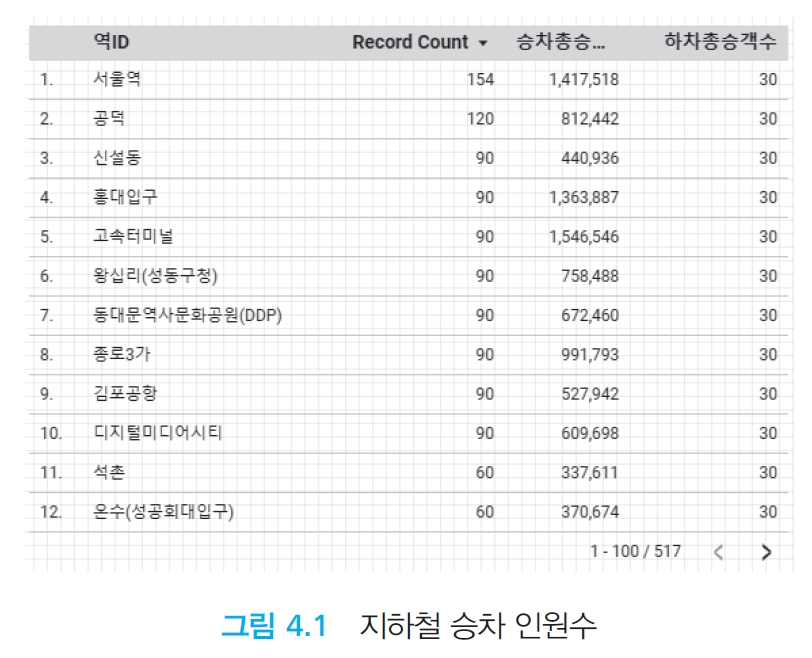 역ID Record Count 승차총승... 하차총승객수
1. 서울역 154 1,417,518 30
2. 공덕 120 812,442 30
3. 신설동 90 440,936 30
4. 홍대입구 90 1,363,887 30
5. 고속터미널 90 1,546,546 30
6. 왕십리(성동구청) 90 758,488 30
7. 동대문역사문화공원(DDP) 90 672,460 30
8. 종로3가 90 991,793 30
9. 김포공항 90 527,942 30
10. 디지털미디어시티 90 609,698 30
11. 석촌 60 337,611 30
12. 온수(성공회대입구) 60 370,674 30
1 - 100 / 517 < >
그림 4.1 지하철 승차 인원수